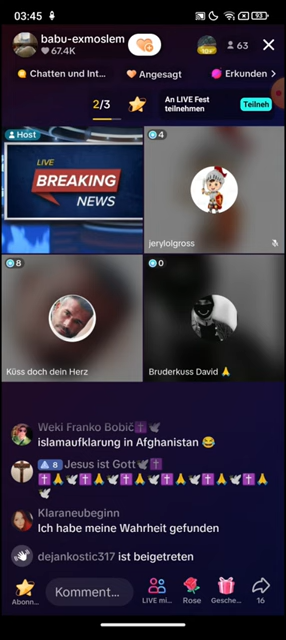 03:45
93
babu-exmoslem
67.4K
63
Chatten und Int...
Angesagt
Erkunden
2/3
An LIVE Fest
teilnehmen
Teilneh
Host
LIVE
BREAKING
NEWS
4
jerylolgross
8
Küss doch dein Herz
0
Bruderkuss David 🙏
Weki Franko Bobič✝️🕊
islamaufklarung in Afghanistan 😂
8 Jesus ist Gott🕊✝️
✝️🙏🕊✝️🙏🕊✝️🙏🕊✝️🙏🕊✝️🙏
🕊
Klaraneubeginn
Ich habe meine Wahrheit gefunden
dejankostic317 ist beigetreten
Abonn...
Komment...
LIVE mi...
Rose
Gesche...
16